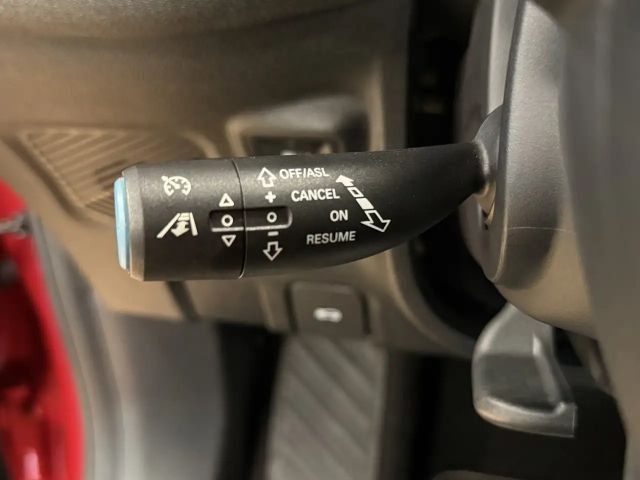 OFF/ASL
+ CANCEL
ON
− RESUME